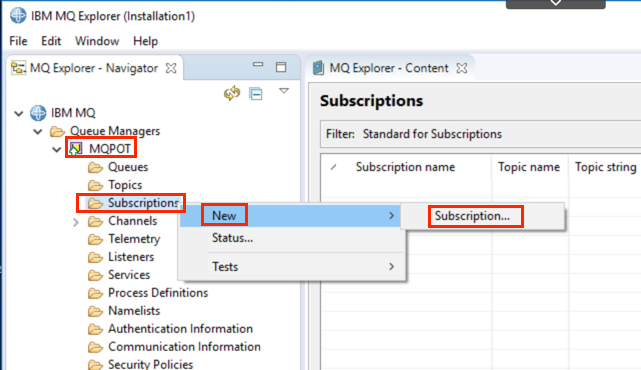 IBM MQ Explorer (Installation1)
File Edit Window Help
MQ Explorer - Navigator
MQ Explorer - Content
IBM MQ
Queue Managers
MQPOT
Queues
Topics
Subscriptions
Channels
Telemetry
Listeners
Services
Process Definitions
Namelists
Authentication Information
Communication Information
Security Policies
New
Status...
Tests
Subscription...
Subscriptions
Filter: Standard for Subscriptions
Subscription name Topic name Topic string